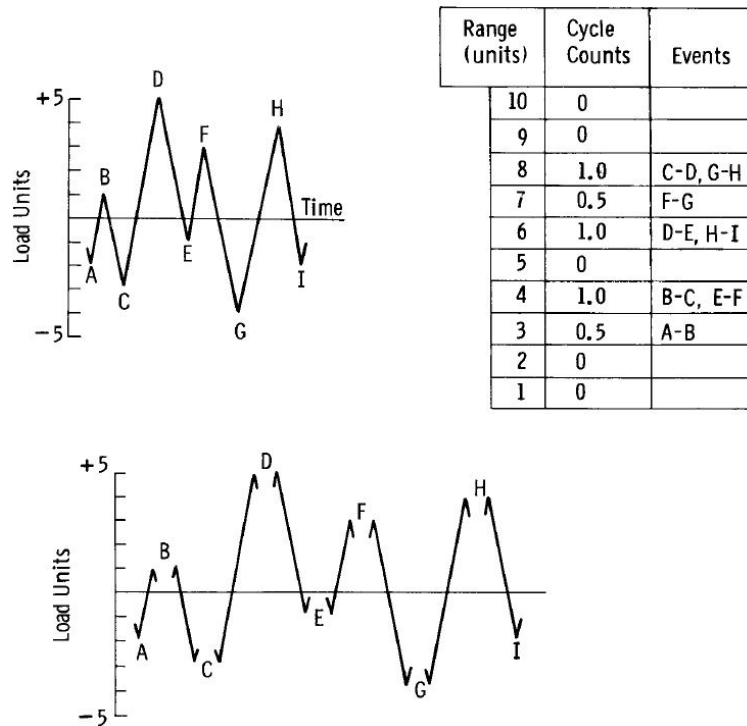 +5
Load Units
-5
A
B
C
D
E
F
G
H
I
Time
Range (units) Cycle Counts Events
10 0
9 0
8 1.0 C-D, G-H
7 0.5 F-G
6 1.0 D-E, H-I
5 0
4 1.0 B-C, E-F
3 0.5 A-B
2 0
1 0
+5
Load Units
-5
A
B
C
D
E
F
G
H
I